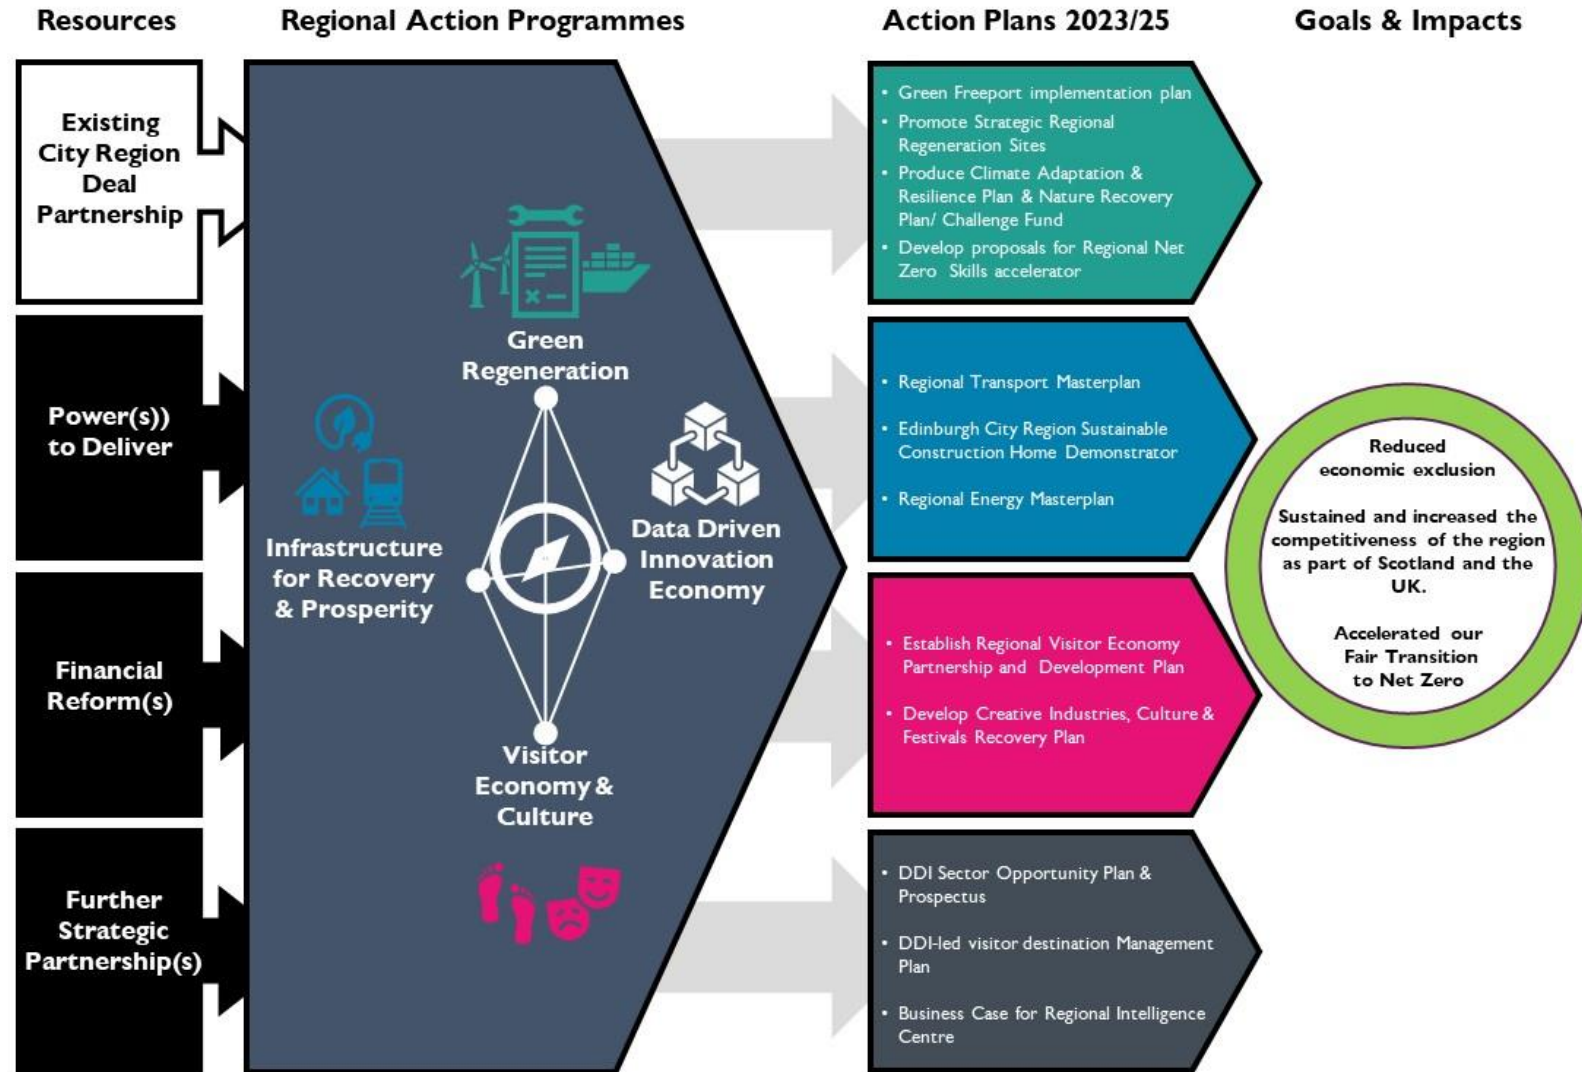 Resources
Regional Action Programmes
Action Plans 2023/25
Goals & Impacts
Existing
City Region
Deal
Partnership
Power(s))
to Deliver
Financial
Reform(s)
Further
Strategic
Partnership(s)
Green
Regeneration
Infrastructure
for Recovery
& Prosperity
Data Driven
Innovation
Economy
Visitor
Economy &
Culture
• Green Freeport implementation plan
• Promote Strategic Regional
Regeneration Sites
• Produce Climate Adaptation &
Resilience Plan & Nature Recovery
Plan/ Challenge Fund
• Develop proposals for Regional Net
Zero Skills accelerator
• Regional Transport Masterplan
• Edinburgh City Region Sustainable
Construction Home Demonstrator
• Regional Energy Masterplan
• Establish Regional Visitor Economy
Partnership and Development Plan
• Develop Creative Industries, Culture &
Festivals Recovery Plan
• DDI Sector Opportunity Plan &
Prospectus
• DDI-led visitor destination Management
Plan
• Business Case for Regional Intelligence
Centre
Reduced
economic exclusion
Sustained and increased the
competitiveness of the region
as part of Scotland and the
UK.
Accelerated our
Fair Transition
to Net Zero